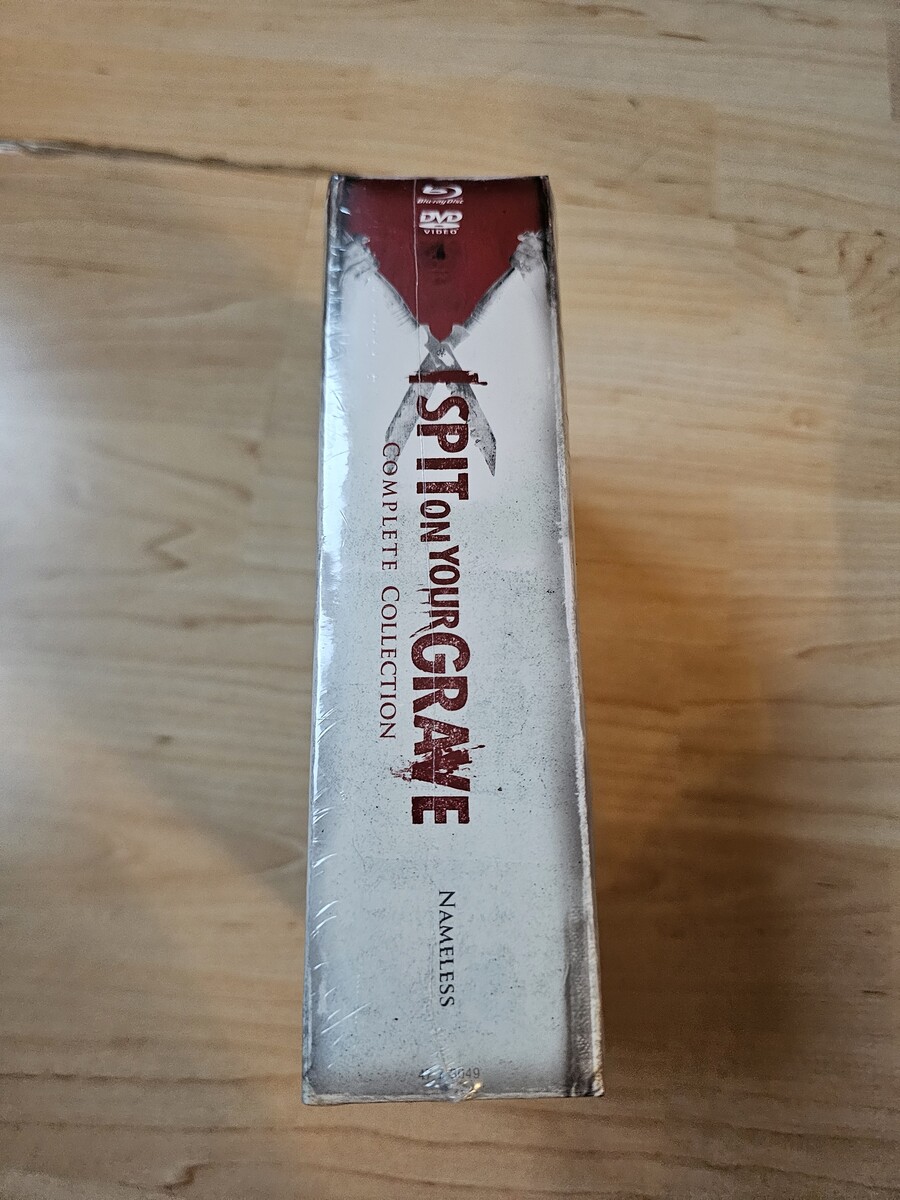 Blu-ray Disc
DVD
VIDEO
I SPIT ON YOUR GRAVE
COMPLETE COLLECTION
NAMELESS